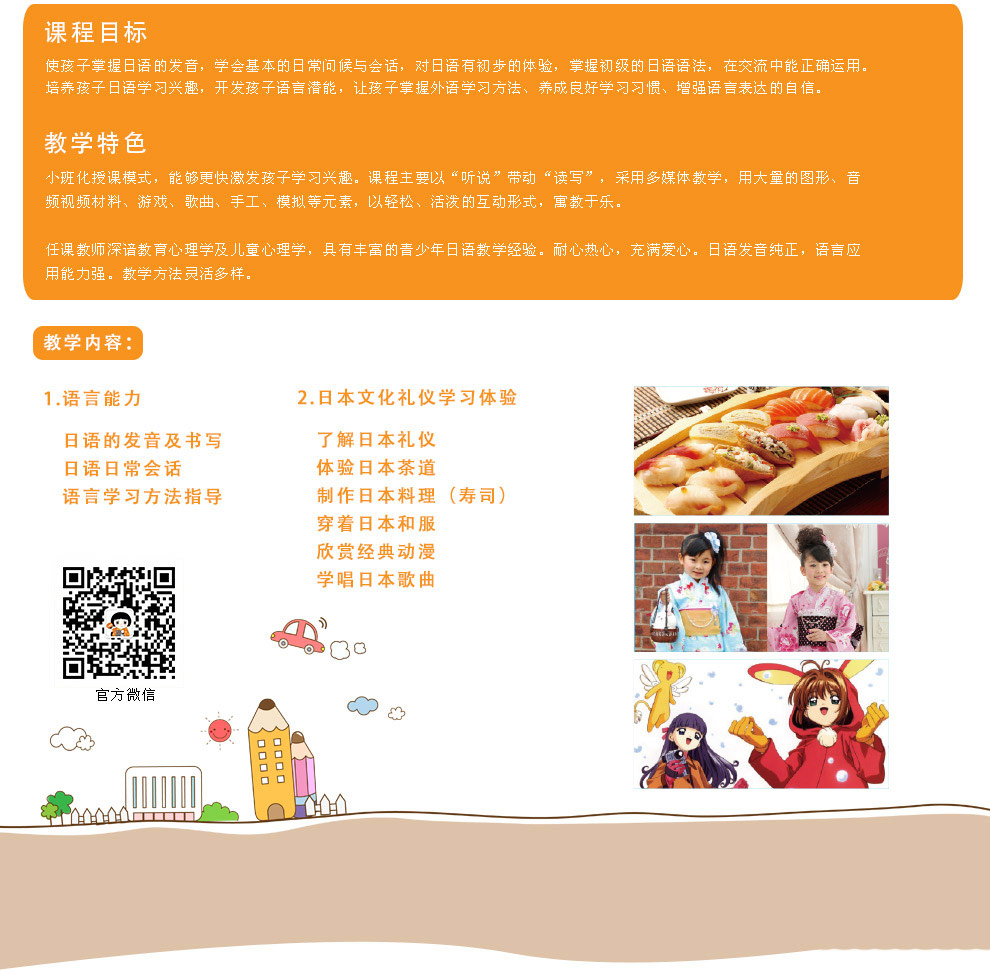 课程目标
使孩子掌握日语的发音，学会基本的日常问候与会话，对日语有初步的体验，掌握初级的日语语法，在交流中能正确运用。
培养孩子日语学习兴趣，开发孩子语言潜能，让孩子掌握外语学习方法、养成良好学习习惯、增强语言表达的自信。
教学特色
小班化授课模式，能够更快激发孩子学习兴趣。课程主要以“听说”带动“读写”，采用多媒体教学，用大量的图形、音
频视频材料、游戏、歌曲、手工、模拟等元素，以轻松、活泼的互动形式，寓教于乐。
任课教师深谙教育心理学及儿童心理学，具有丰富的青少年日语教学经验。耐心热心，充满爱心。日语发音纯正，语言应
用能力强。教学方法灵活多样。
教学内容：
1.语言能力
日语的发音及书写
日语日常会话
语言学习方法指导
2.日本文化礼仪学习体验
了解日本礼仪
体验日本茶道
制作日本料理（寿司）
穿着日本和服
欣赏经典动漫
学唱日本歌曲
官方微信